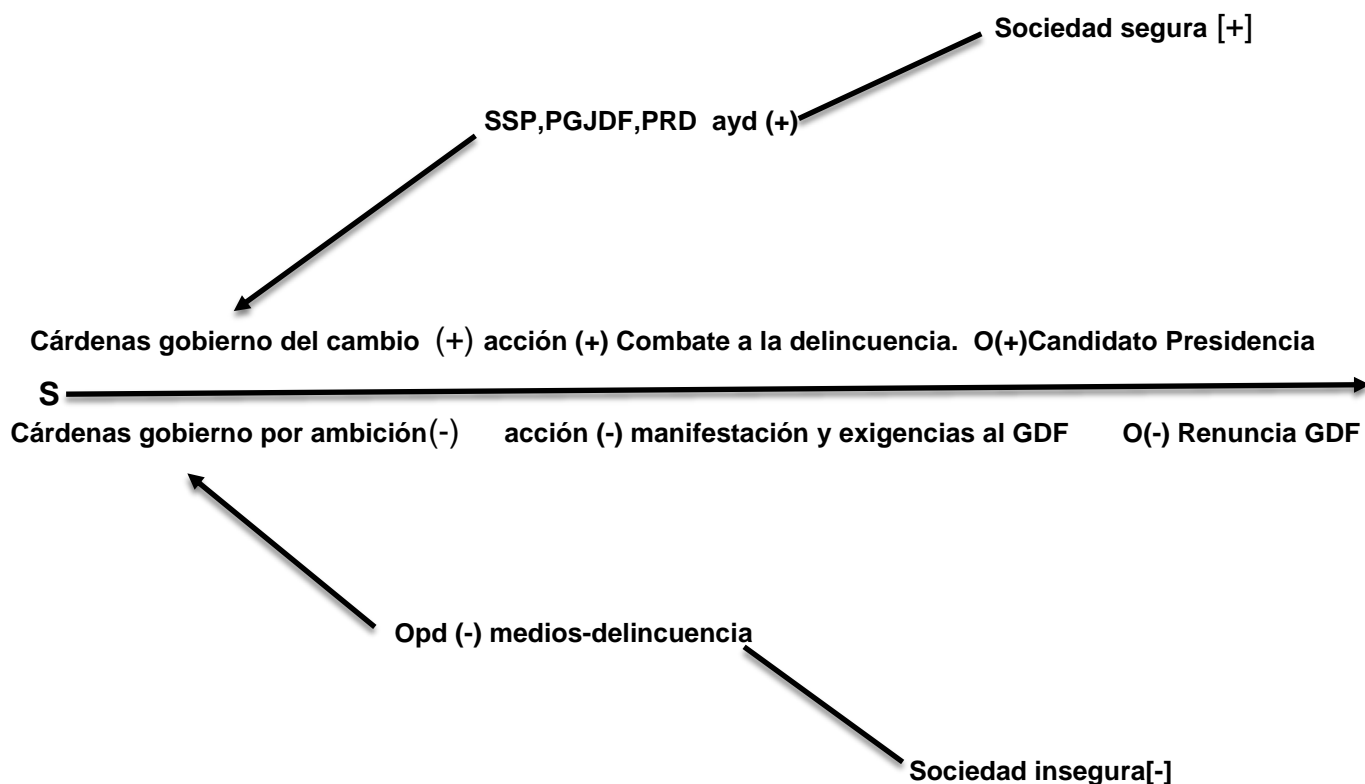 Sociedad segura [+]
SSP,PGJDF,PRD ayd (+)
Cárdenas gobierno del cambio (+) acción (+) Combate a la delincuencia. O(+)Candidato Presidencia
S
Cárdenas gobierno por ambición(-) acción (-) manifestación y exigencias al GDF O(-) Renuncia GDF
Opd (-) medios-delincuencia
Sociedad insegura[-]